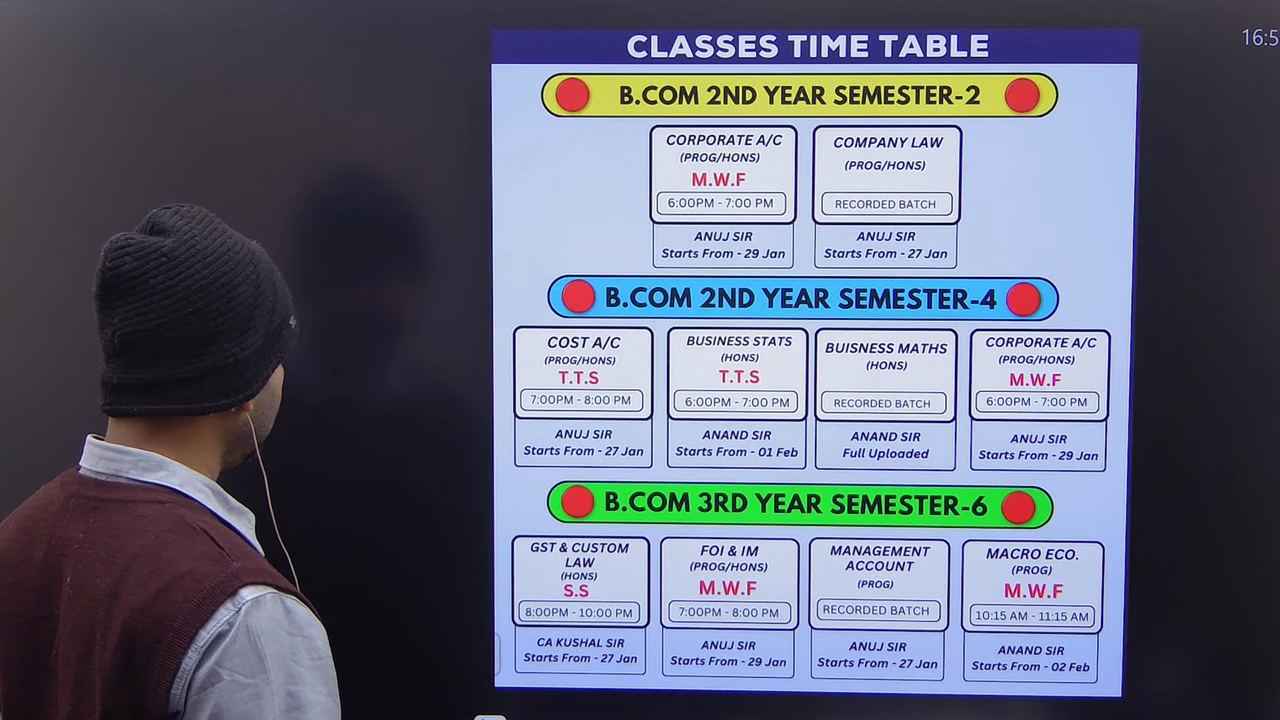 CLASSES TIME TABLE
16:5
B.COM 2ND YEAR SEMESTER-2
CORPORATE A/C
(PROG/HONS)
M.W.F
6:00PM - 7:00 PM
ANUJ SIR
Starts From - 29 Jan
COMPANY LAW
(PROG/HONS)
RECORDED BATCH
ANUJ SIR
Starts From - 27 Jan
B.COM 2ND YEAR SEMESTER-4
COST A/C
(PROG/HONS)
T.T.S
7:00PM - 8:00 PM
ANUJ SIR
Starts From - 27 Jan
BUSINESS STATS
(HONS)
T.T.S
6:00PM - 7:00 PM
ANAND SIR
Starts From - 01 Feb
BUISNESS MATHS
(HONS)
RECORDED BATCH
ANAND SIR
Full Uploaded
CORPORATE A/C
(PROG/HONS)
M.W.F
6:00PM - 7:00 PM
ANUJ SIR
Starts From - 29 Jan
B.COM 3RD YEAR SEMESTER-6
GST & CUSTOM
LAW
(HONS)
S.S
8:00PM - 10:00 PM
CA KUSHAL SIR
Starts From - 27 Jan
FOI & IM
(PROG/HONS)
M.W.F
7:00PM - 8:00 PM
ANUJ SIR
Starts From - 29 Jan
MANAGEMENT
ACCOUNT
(PROG)
RECORDED BATCH
ANUJ SIR
Starts From - 27 Jan
MACRO ECO.
(PROG)
M.W.F
10:15 AM - 11:15 AM
ANAND SIR
Starts From - 02 Feb